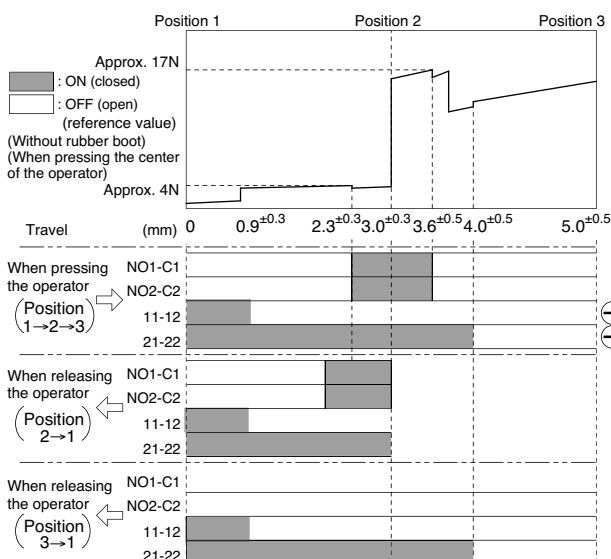 Position 1 Position 2 Position 3
Approx. 17N
: ON (closed)
: OFF (open)
(reference value)
(Without rubber boot)
(When pressing the center
of the operator)
Approx. 4N
Travel (mm) 0 0.9±0.3 2.3±0.3 3.0±0.3 3.6±0.5 4.0±0.5 5.0±0.5
When pressing
the operator
(Position
1→2→3)
NO1-C1
NO2-C2
11-12
21-22
When releasing
the operator
(Position
2→1)
NO1-C1
NO2-C2
11-12
21-22
When releasing
the operator
(Position
3→1)
NO1-C1
NO2-C2
11-12
21-22